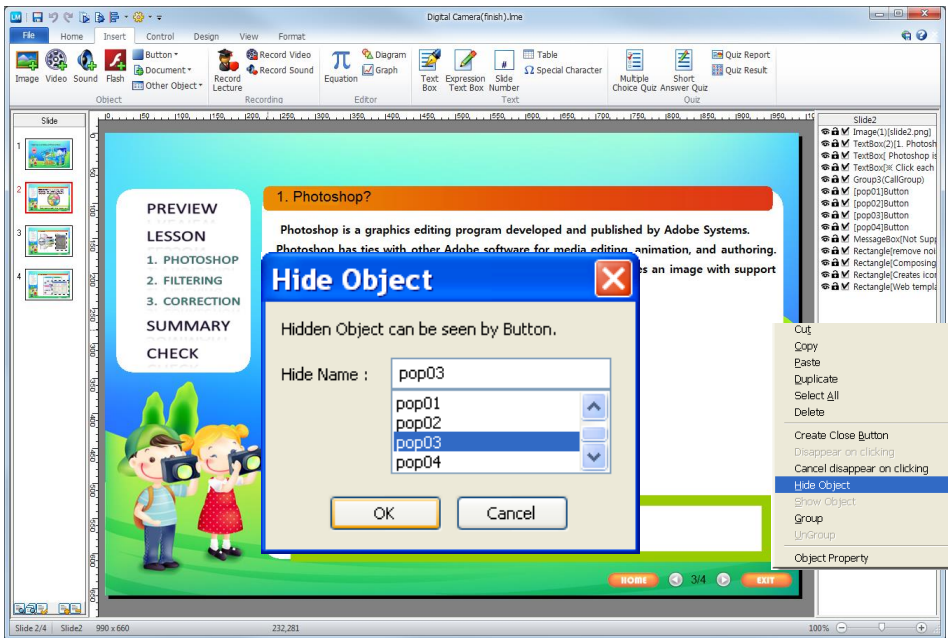 LM
Digital Camera(finish).lme
File Home Insert Control Design View Format
Image Video Sound Flash
Button
Document
Other Object
Object
Record Lecture
Record Video
Record Sound
Recording
Equation
Diagram
Graph
Editor
Text Box
Expression Text Box
Slide Number
Table
Special Character
Text
Multiple Choice Quiz
Short Answer Quiz
Quiz Report
Quiz Result
Quiz
Slide
1
2
3
4
PREVIEW
LESSON
1. PHOTOSHOP
2. FILTERING
3. CORRECTION
SUMMARY
CHECK
1. Photoshop?
Photoshop is a graphics editing program developed and published by Adobe Systems.
Photoshop has ties with other Adobe software for media editing, animation, and authoring.
es an image with support
Hide Object
Hidden Object can be seen by Button.
Hide Name :
pop03
pop01
pop02
pop03
pop04
OK
Cancel
HOME
3/4
EXIT
Slide2
Image(1)[slide2.png]
TextBox(2)[1. Photosh
TextBox[ Photoshop is
TextBox[※ Click each
Group3(CallGroup)
[pop01]Button
[pop02]Button
[pop03]Button
[pop04]Button
MessageBox[Not Supp
Rectangle[remove noi
Rectangle[Composing
Rectangle[Creates icon
Rectangle[Web templa
Cut
Copy
Paste
Duplicate
Select All
Delete
Create Close Button
Disappear on clicking
Cancel disappear on clicking
Hide Object
Show Object
Group
UnGroup
Object Property
Slide 2/4 Slide2 990 x 660 232,281 100%